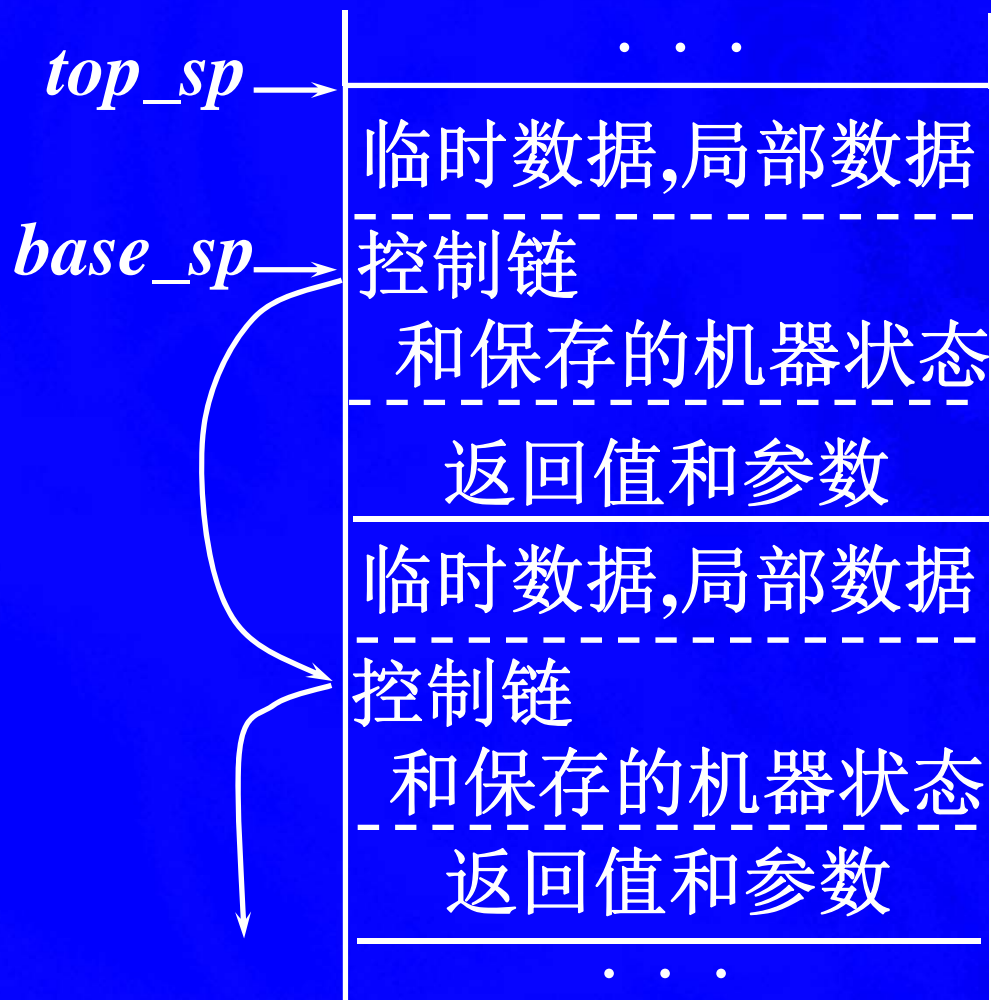 . . .
top_sp
临时数据,局部数据
base_sp
控制链
和保存的机器状态
返回值和参数
临时数据,局部数据
控制链
和保存的机器状态
返回值和参数
. . .